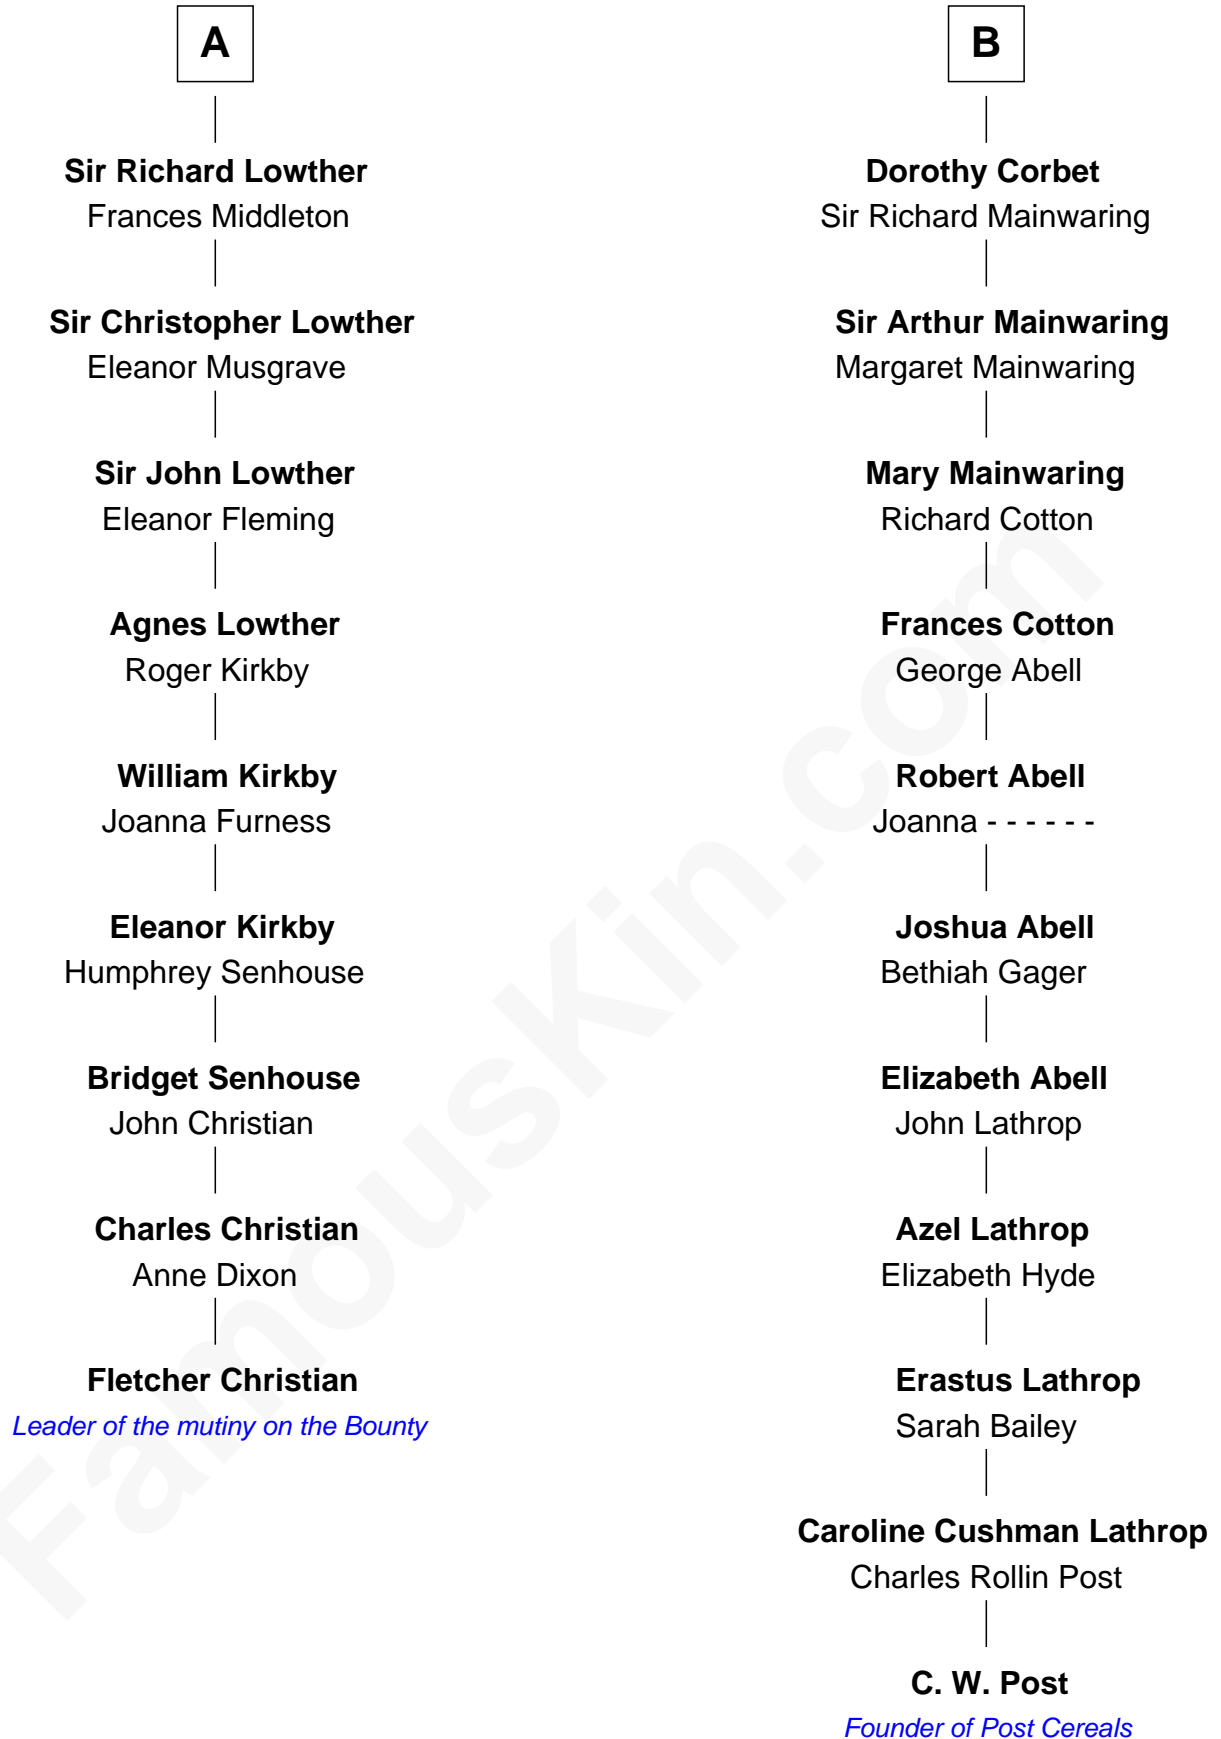 A
Sir Richard Lowther
Frances Middleton
Sir Christopher Lowther
Eleanor Musgrave
Sir John Lowther
Eleanor Fleming
Agnes Lowther
Roger Kirkby
William Kirkby
Joanna Furness
Eleanor Kirkby
Humphrey Senhouse
Bridget Senhouse
John Christian
Charles Christian
Anne Dixon
Fletcher Christian
Leader of the mutiny on the Bounty
B
Dorothy Corbet
Sir Richard Mainwaring
Sir Arthur Mainwaring
Margaret Mainwaring
Mary Mainwaring
Richard Cotton
Frances Cotton
George Abell
Robert Abell
Joanna - - - - - -
Joshua Abell
Bethiah Gager
Elizabeth Abell
John Lathrop
Azel Lathrop
Elizabeth Hyde
Erastus Lathrop
Sarah Bailey
Caroline Cushman Lathrop
Charles Rollin Post
C. W. Post
Founder of Post Cereals
FamousKin.com